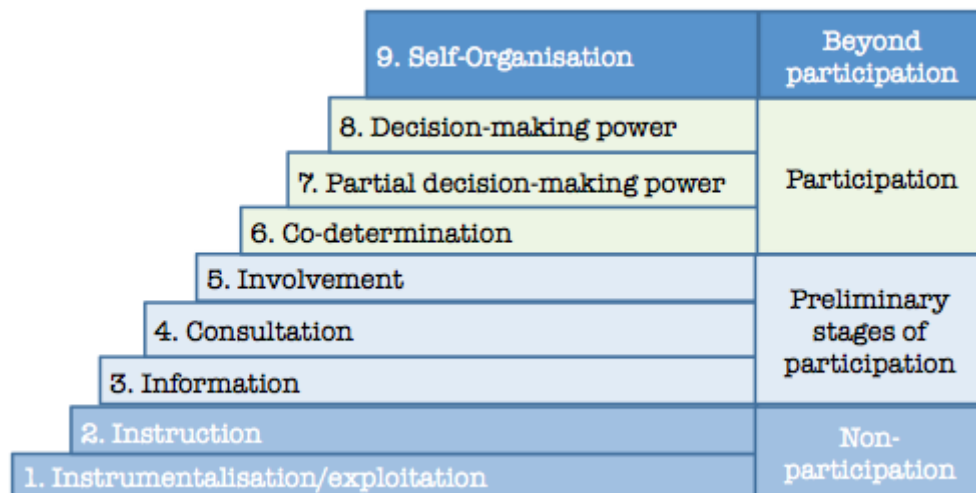 9. Self-Organisation
Beyond
participation
8. Decision-making power
7. Partial decision-making power
6. Co-determination
Participation
5. Involvement
4. Consultation
3. Information
Preliminary
stages of
participation
2. Instruction
1. Instrumentalisation/exploitation
Non-
participation